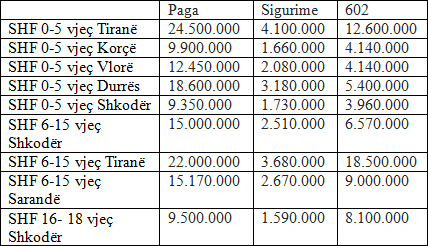 Paga Sigurime 602
SHF 0-5 vjeç Tiranë 24.500.000 4.100.000 12.600.000
SHF 0-5 vjeç Korçë 9.900.000 1.660.000 4.140.000
SHF 0-5 vjeç Vlorë 12.450.000 2.080.000 4.140.000
SHF 0-5 vjeç Durrës 18.600.000 3.180.000 5.400.000
SHF 0-5 vjeç Shkodër 9.350.000 1.730.000 3.960.000
SHF 6-15 vjeç 15.000.000 2.510.000 6.570.000
Shkodër
SHF 6-15 vjeç Tiranë 22.000.000 3.680.000 18.500.000
SHF 6-15 vjeç 15.170.000 2.670.000 9.000.000
Sarandë
SHF 16- 18 vjeç 9.500.000 1.590.000 8.100.000
Shkodër